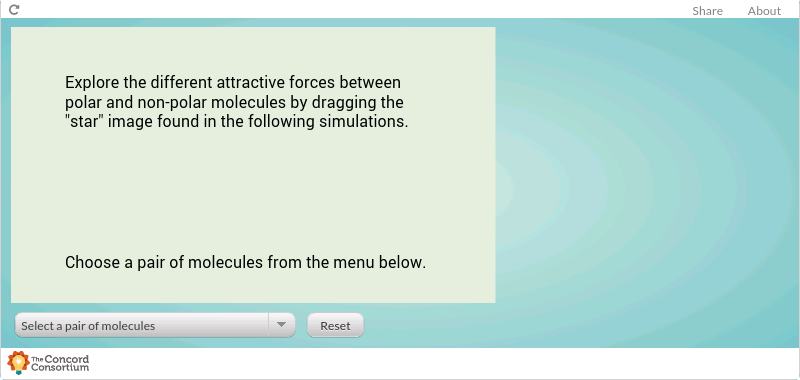 Share About
Explore the different attractive forces between
polar and non-polar molecules by dragging the
"star" image found in the following simulations.
Choose a pair of molecules from the menu below.
Select a pair of molecules Reset
The Concord
Consortium